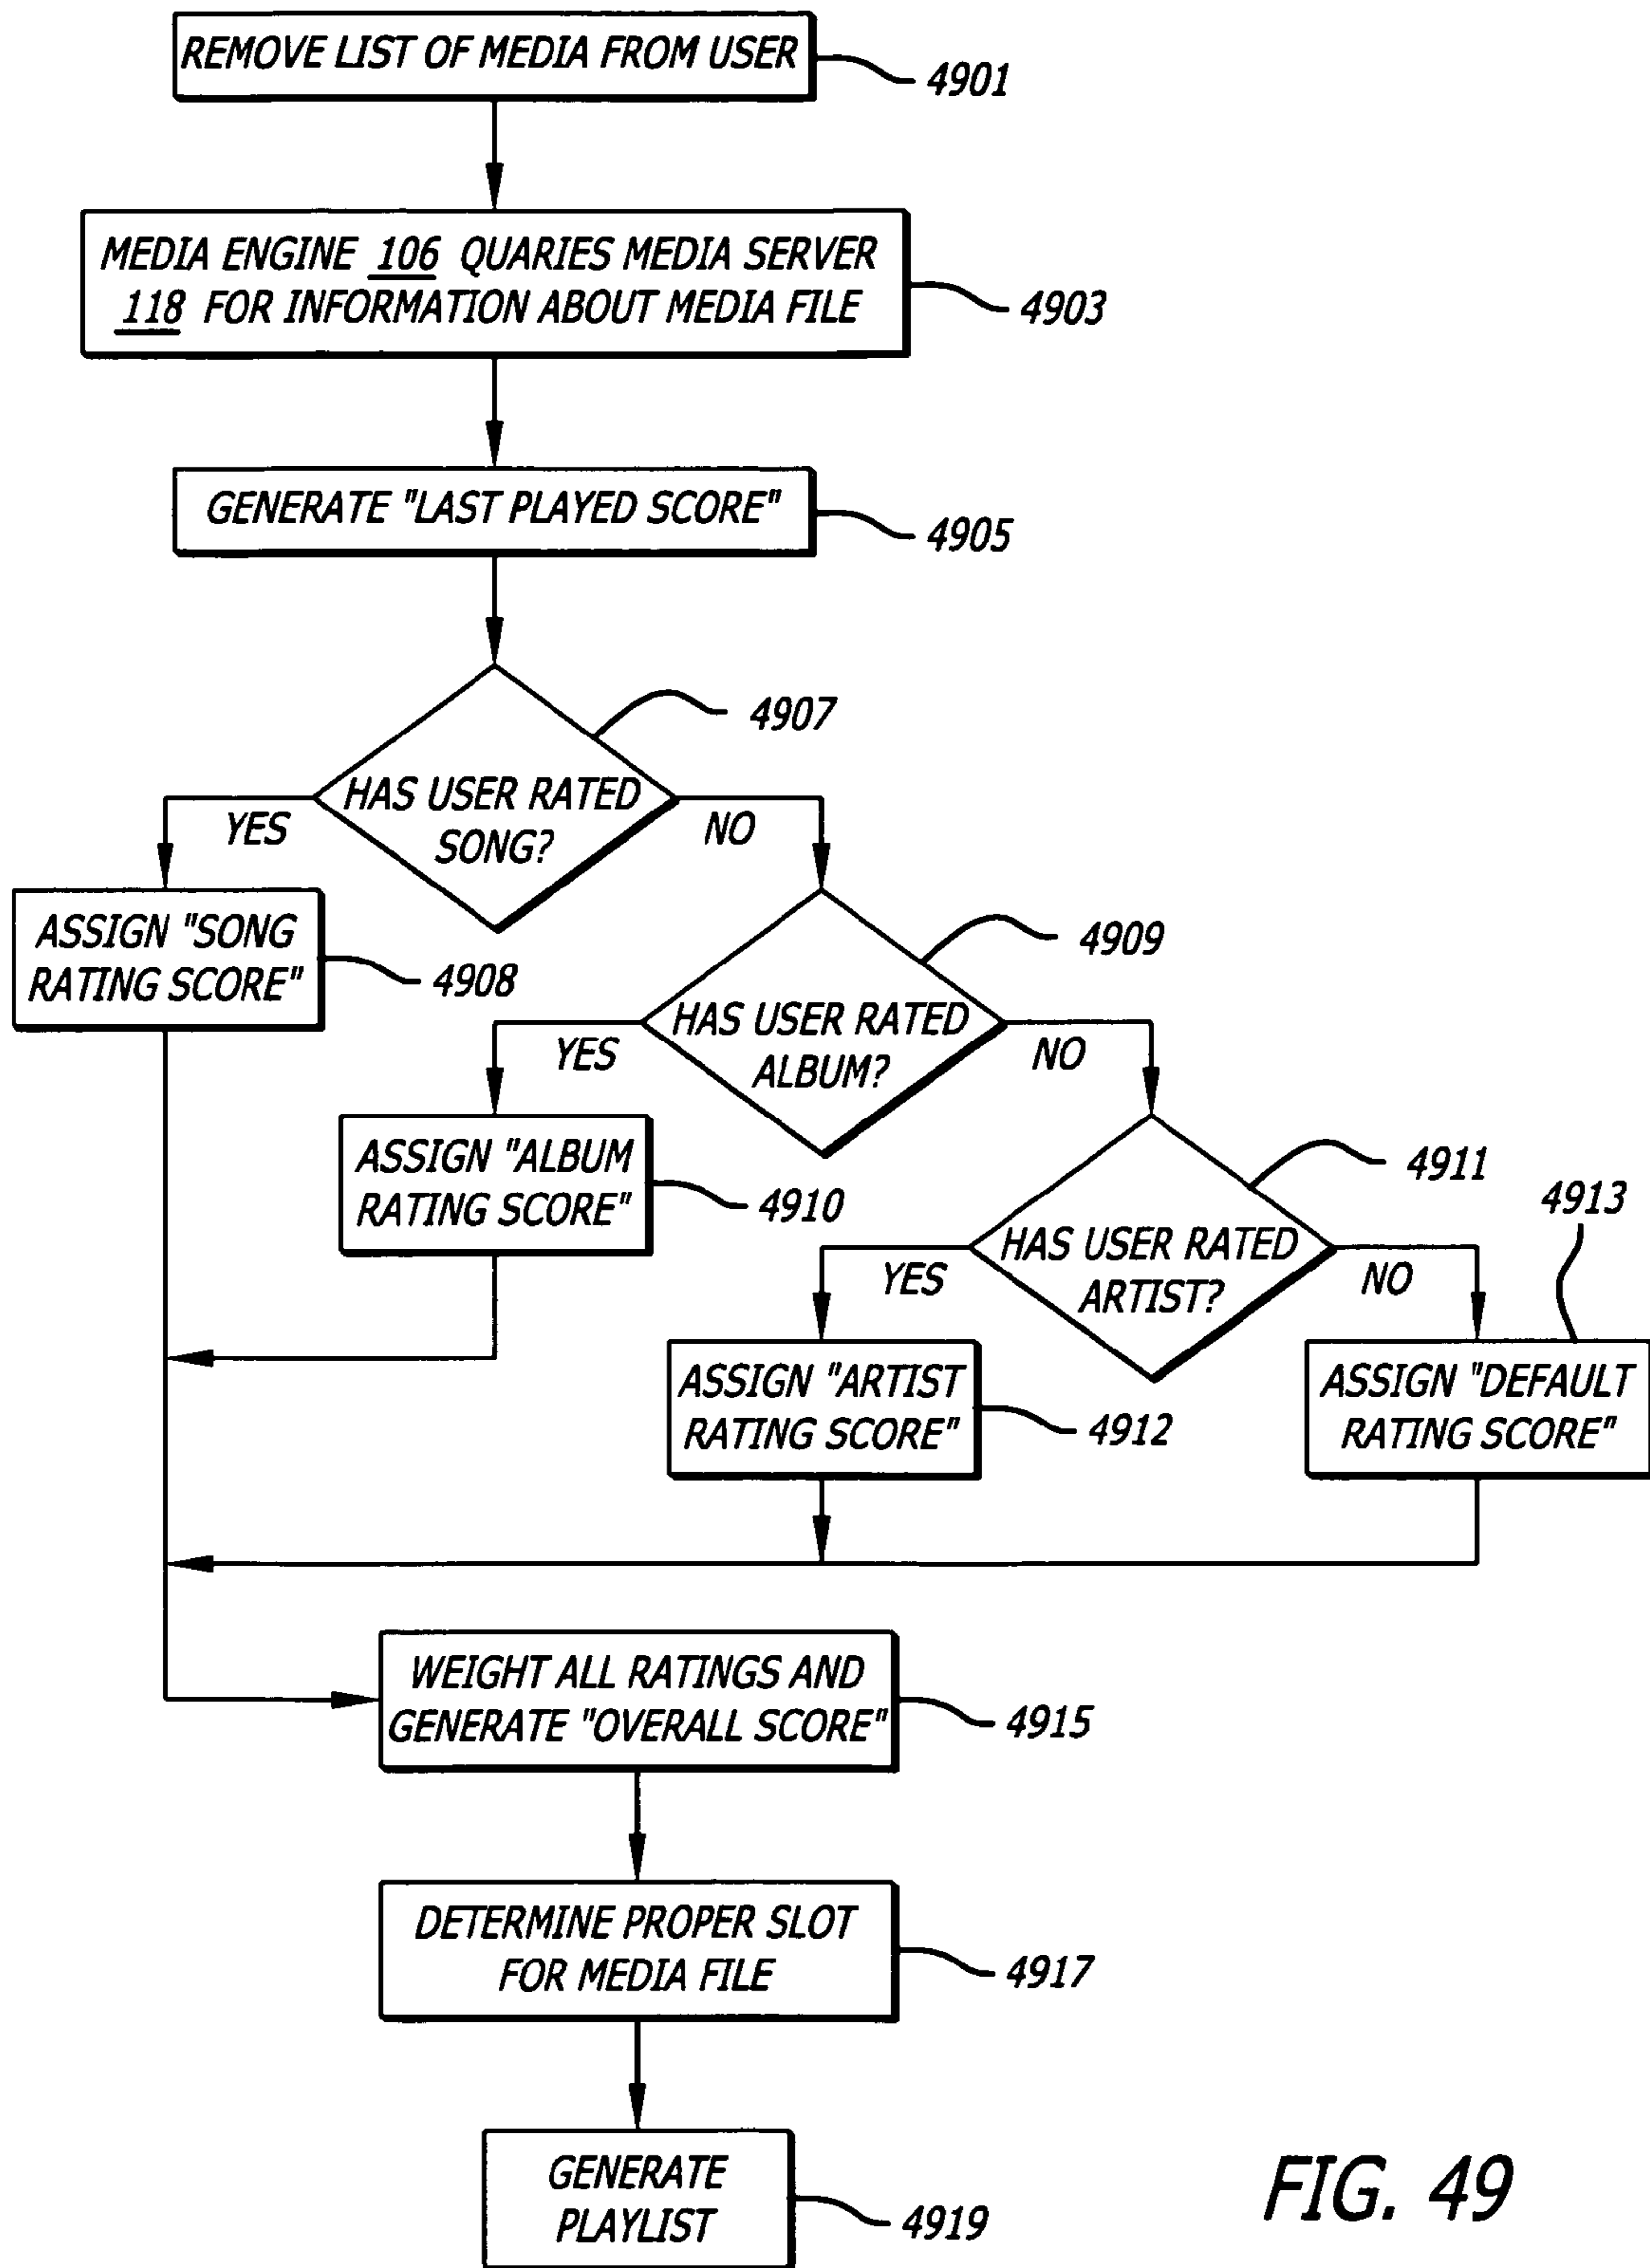 REMOVE LIST OF MEDIA FROM USER
4901
MEDIA ENGINE 106 QUARIES MEDIA SERVER
118 FOR INFORMATION ABOUT MEDIA FILE
4903
GENERATE "LAST PLAYED SCORE"
4905
4907
HAS USER RATED
SONG?
YES
NO
ASSIGN "SONG
RATING SCORE"
4908
4909
HAS USER RATED
ALBUM?
YES
NO
ASSIGN "ALBUM
RATING SCORE"
4910
4911
HAS USER RATED
ARTIST?
YES
NO
4913
ASSIGN "ARTIST
RATING SCORE"
4912
ASSIGN "DEFAULT
RATING SCORE"
WEIGHT ALL RATINGS AND
GENERATE "OVERALL SCORE"
4915
DETERMINE PROPER SLOT
FOR MEDIA FILE
4917
GENERATE
PLAYLIST
4919
FIG. 49